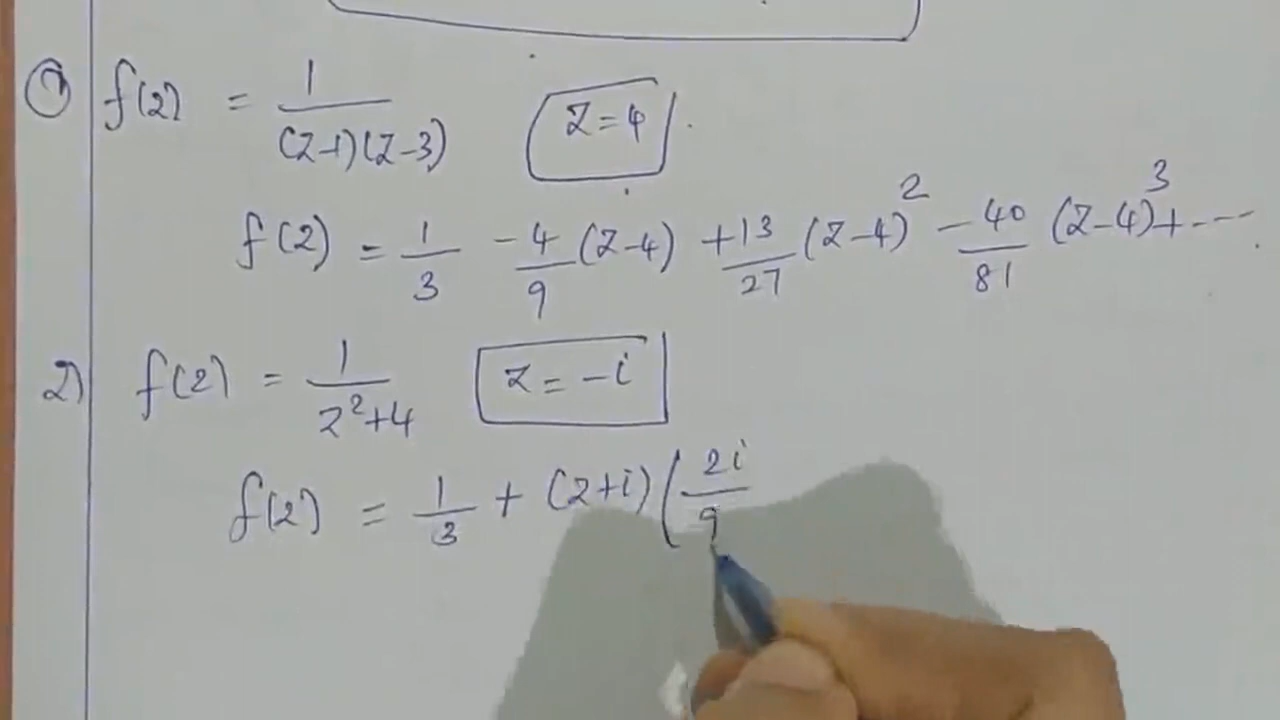 1) f(z) = 1/((z-1)(z-3)) z=4
f(z) = 1/3 - 4/9 (z-4) + 13/27 (z-4)^2 - 40/81 (z-4)^3 + ---
2) f(z) = 1/(z^2+4) z = -i
f(z) = 1/3 + (z+i) (2i/9